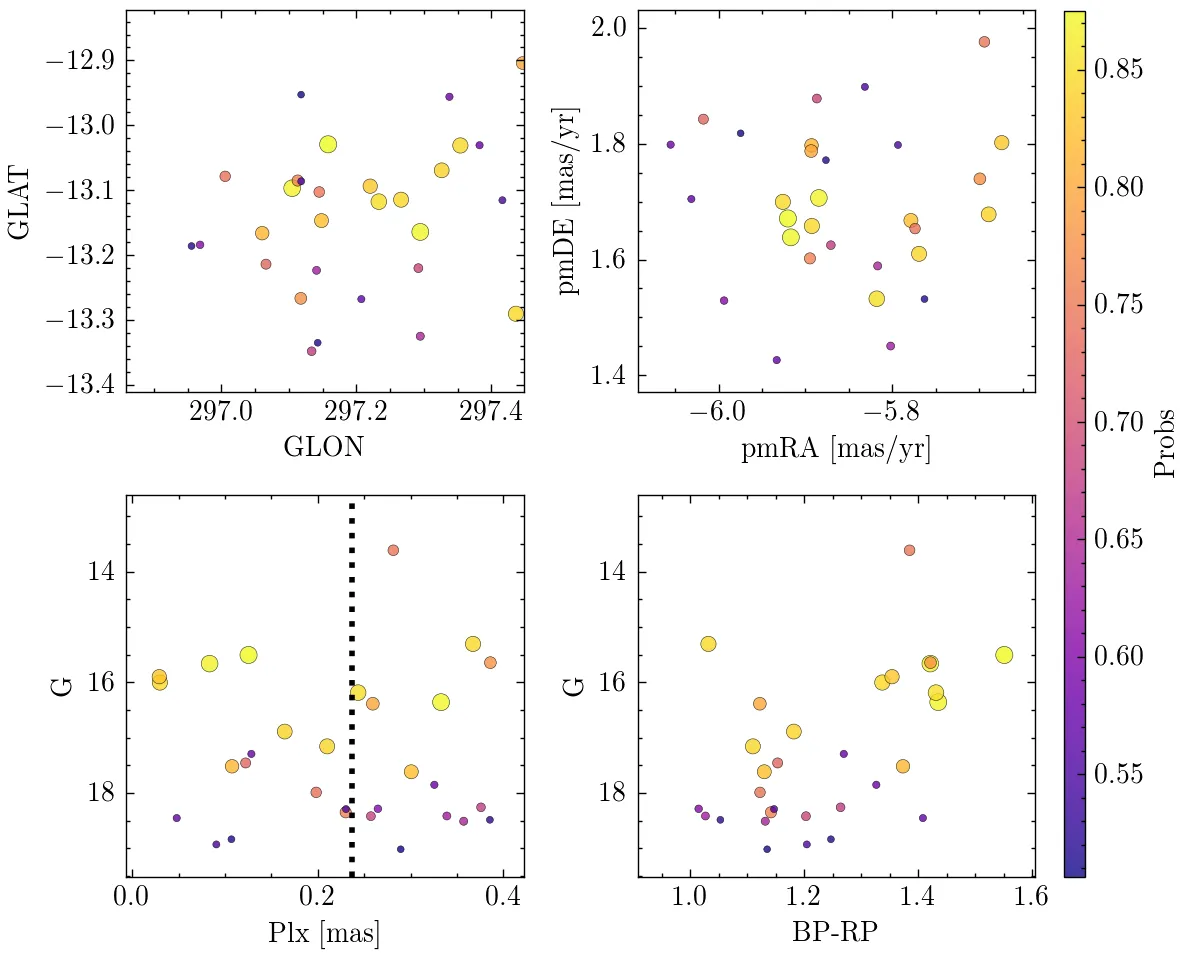 −12.9
−13.0
−13.1
−13.2
−13.3
−13.4
GLAT
297.0 297.2 297.4
GLON
2.0
1.8
1.6
1.4
pmDE [mas/yr]
−6.0 −5.8
pmRA [mas/yr]
14
16
18
G
0.0 0.2 0.4
Plx [mas]
14
16
18
G
1.0 1.2 1.4 1.6
BP-RP
0.85
0.80
0.75
0.70
0.65
0.60
0.55
Probs